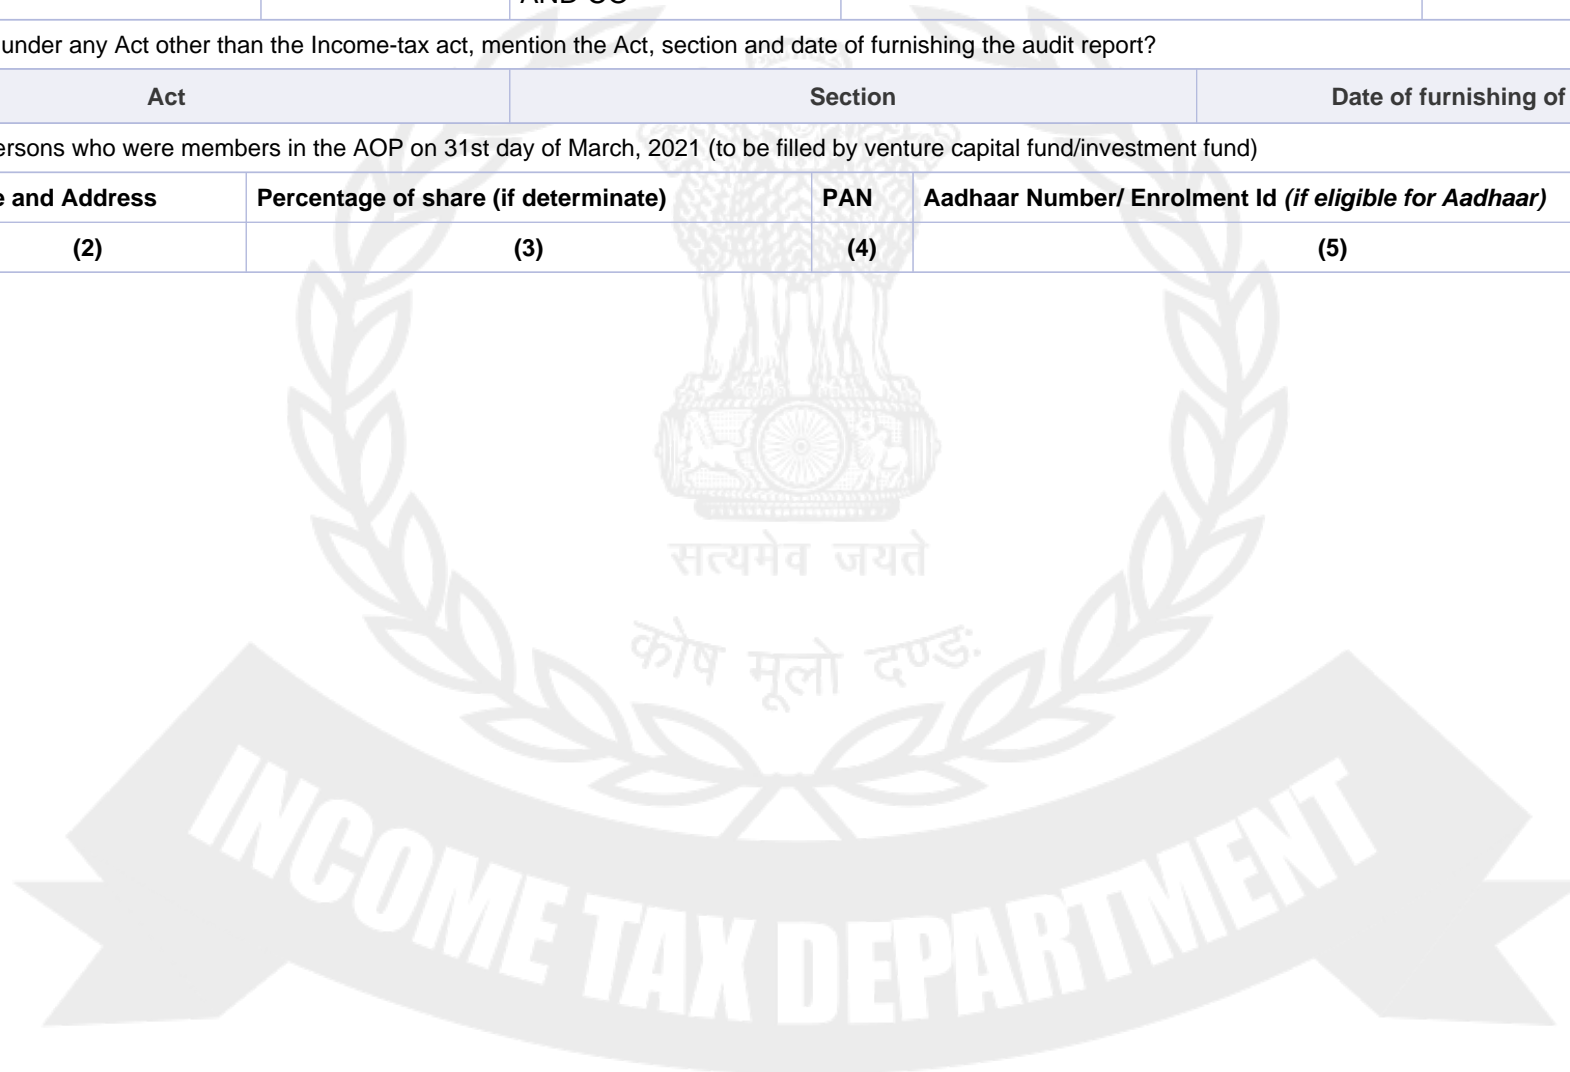 under any Act other than the Income-tax act, mention the Act, section and date of furnishing the audit report?
Act Section Date of furnishing of
ersons who were members in the AOP on 31st day of March, 2021 (to be filled by venture capital fund/investment fund)
e and Address Percentage of share (if determinate) PAN Aadhaar Number/ Enrolment Id (if eligible for Aadhaar)
(2) (3) (4) (5)
सत्यमेव जयते
कोष मूलो दण्डः
INCOME TAX DEPARTMENT